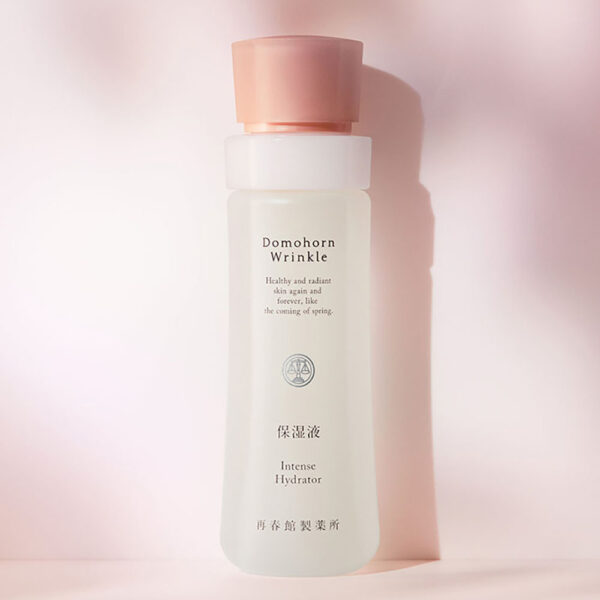 Domohorn
Wrinkle
Healthy and radiant
skin again and
forever, like
the coming of spring.
保湿液
Intense
Hydrator
再春館製薬所